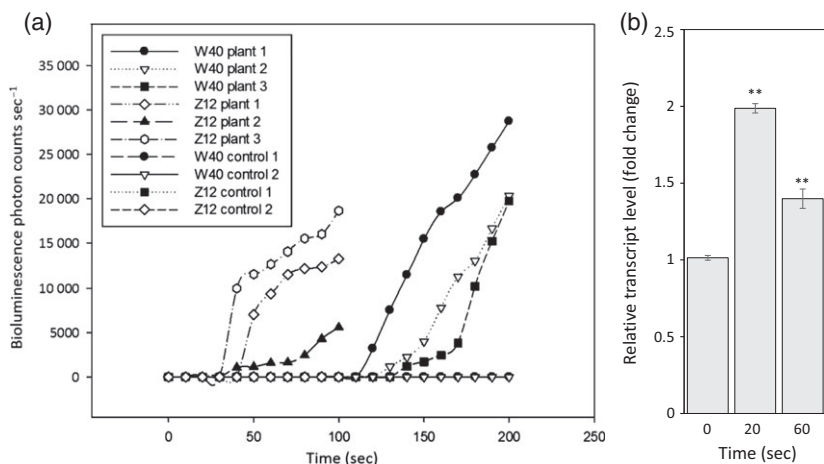 (a)
W40 plant 1
W40 plant 2
W40 plant 3
Z12 plant 1
Z12 plant 2
Z12 plant 3
W40 control 1
W40 control 2
Z12 control 1
Z12 control 2
35 000
30 000
25 000
20 000
15 000
10 000
5000
0
Bioluminescence photon counts sec⁻¹
0 50 100 150 200 250
Time (sec)
(b)
2.5
2
1.5
1
0.5
0
Relative transcript level (fold change)
**
**
0 20 60
Time (sec)